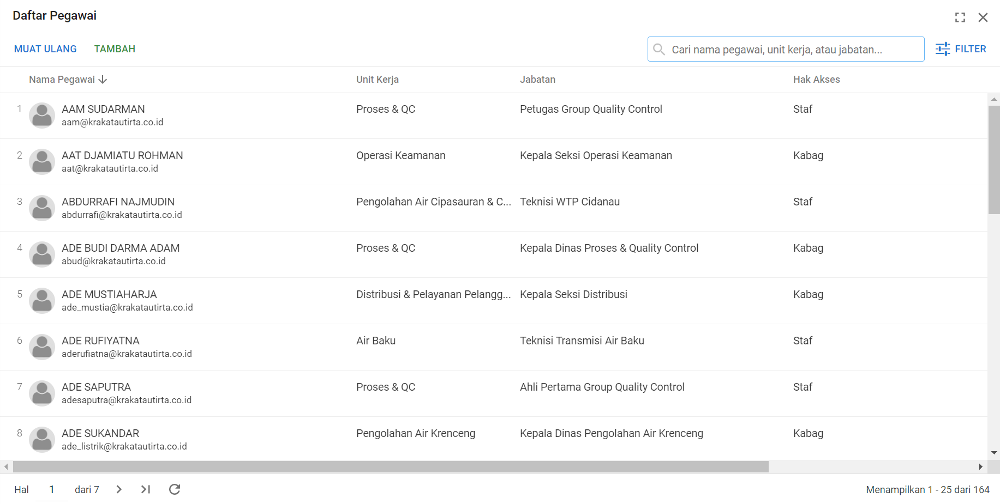 Daftar Pegawai
MUAT ULANG TAMBAH Cari nama pegawai, unit kerja, atau jabatan... FILTER
Nama Pegawai Unit Kerja Jabatan Hak Akses
1 AAM SUDARMAN Proses & QC Petugas Group Quality Control Staf
aam@krakatautirta.co.id
2 AAT DJAMIATU ROHMAN Operasi Keamanan Kepala Seksi Operasi Keamanan Kabag
aat@krakatautirta.co.id
3 ABDURRAFI NAJMUDIN Pengolahan Air Cipasauran & C... Teknisi WTP Cidanau Staf
abdurrafi@krakatautirta.co.id
4 ADE BUDI DARMA ADAM Proses & QC Kepala Dinas Proses & Quality Control Kabag
abud@krakatautirta.co.id
5 ADE MUSTIAHARJA Distribusi & Pelayanan Pelangg... Kepala Seksi Distribusi Kabag
ade_mustia@krakatautirta.co.id
6 ADE RUFIYATNA Air Baku Teknisi Transmisi Air Baku Staf
aderufiatna@krakatautirta.co.id
7 ADE SAPUTRA Proses & QC Ahli Pertama Group Quality Control Staf
adesaputra@krakatautirta.co.id
8 ADE SUKANDAR Pengolahan Air Krenceng Kepala Dinas Pengolahan Air Krenceng Kabag
ade_listrik@krakatautirta.co.id
Hal 1 dari 7 Menampilkan 1 - 25 dari 164